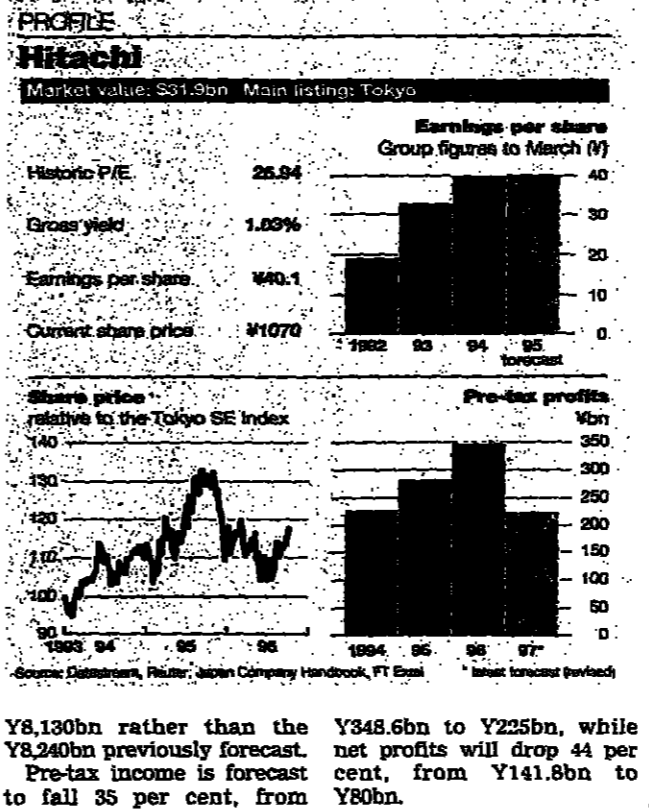 PROFILE
Hitachi
Market value: $31.9bn Main listing: Tokyo
Historic P/E 26.94
Gross yield 1.03%
Earnings per share ¥40.1
Current share price ¥1070
Earnings per share
Group figures to March (¥)
40
30
20
10
0
1992 93 94 95
forecast
Share price
relative to the Tokyo SE Index
140
130
120
110
100
90
1993 94 95 96
Pre-tax profits
¥bn
350
300
250
200
150
100
50
0
1994 95 96 97*
Source: Datastream, Reuter, Japan Company Handbook, FT Extel
* latest forecast (revised)
Y8,130bn rather than the
Y8,240bn previously forecast.
Pre-tax income is forecast
to fall 35 per cent, from
Y348.6bn to Y225bn, while
net profits will drop 44 per
cent, from Y141.8bn to
Y80bn.